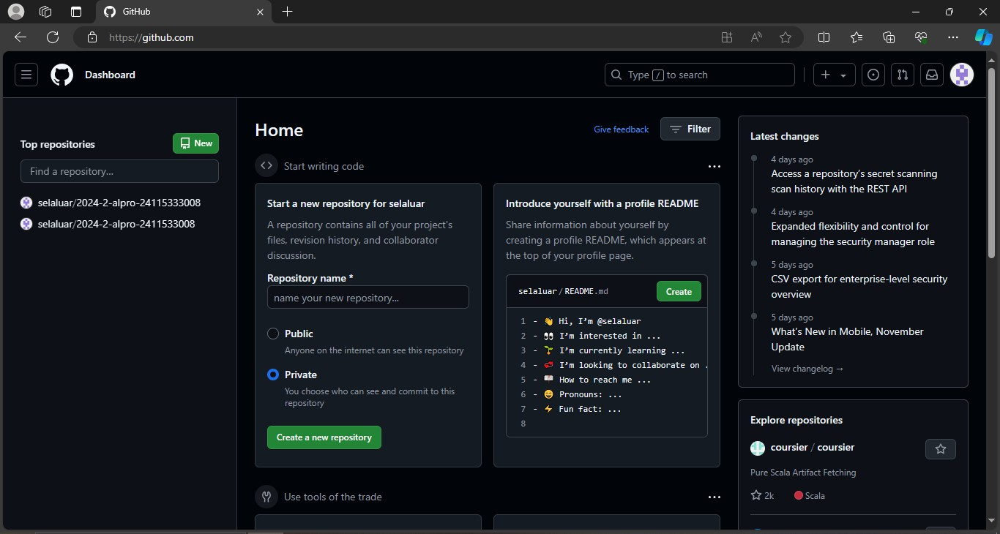 GitHub
https://github.com
Dashboard
Type / to search
Top repositories
New
Find a repository...
selaluar/2024-2-alpro-24115333008
selaluar/2024-2-alpro-2411533008
Home
Give feedback
Filter
Start writing code
Start a new repository for selaluar
A repository contains all of your project's
files, revision history, and collaborator
discussion.
Repository name *
name your new repository...
Public
Anyone on the internet can see this repository
Private
You choose who can see and commit to this
repository
Create a new repository
Introduce yourself with a profile README
Share information about yourself by
creating a profile README, which appears at
the top of your profile page.
selaluar / README.md
Create
1 - 👋 Hi, I’m @selaluar
2 - 👀 I’m interested in ...
3 - 🌱 I’m currently learning ...
4 - 💞️ I’m looking to collaborate on .
5 - 📫 How to reach me ...
6 - 😄 Pronouns: ...
7 - ⚡ Fun fact: ...
8
Use tools of the trade
Latest changes
4 days ago
Access a repository’s secret scanning
scan history with the REST API
4 days ago
Expanded flexibility and control for
managing the security manager role
5 days ago
CSV export for enterprise-level security
overview
5 days ago
What’s New in Mobile, November
Update
View changelog →
Explore repositories
coursier / coursier
Pure Scala Artifact Fetching
2k
Scala